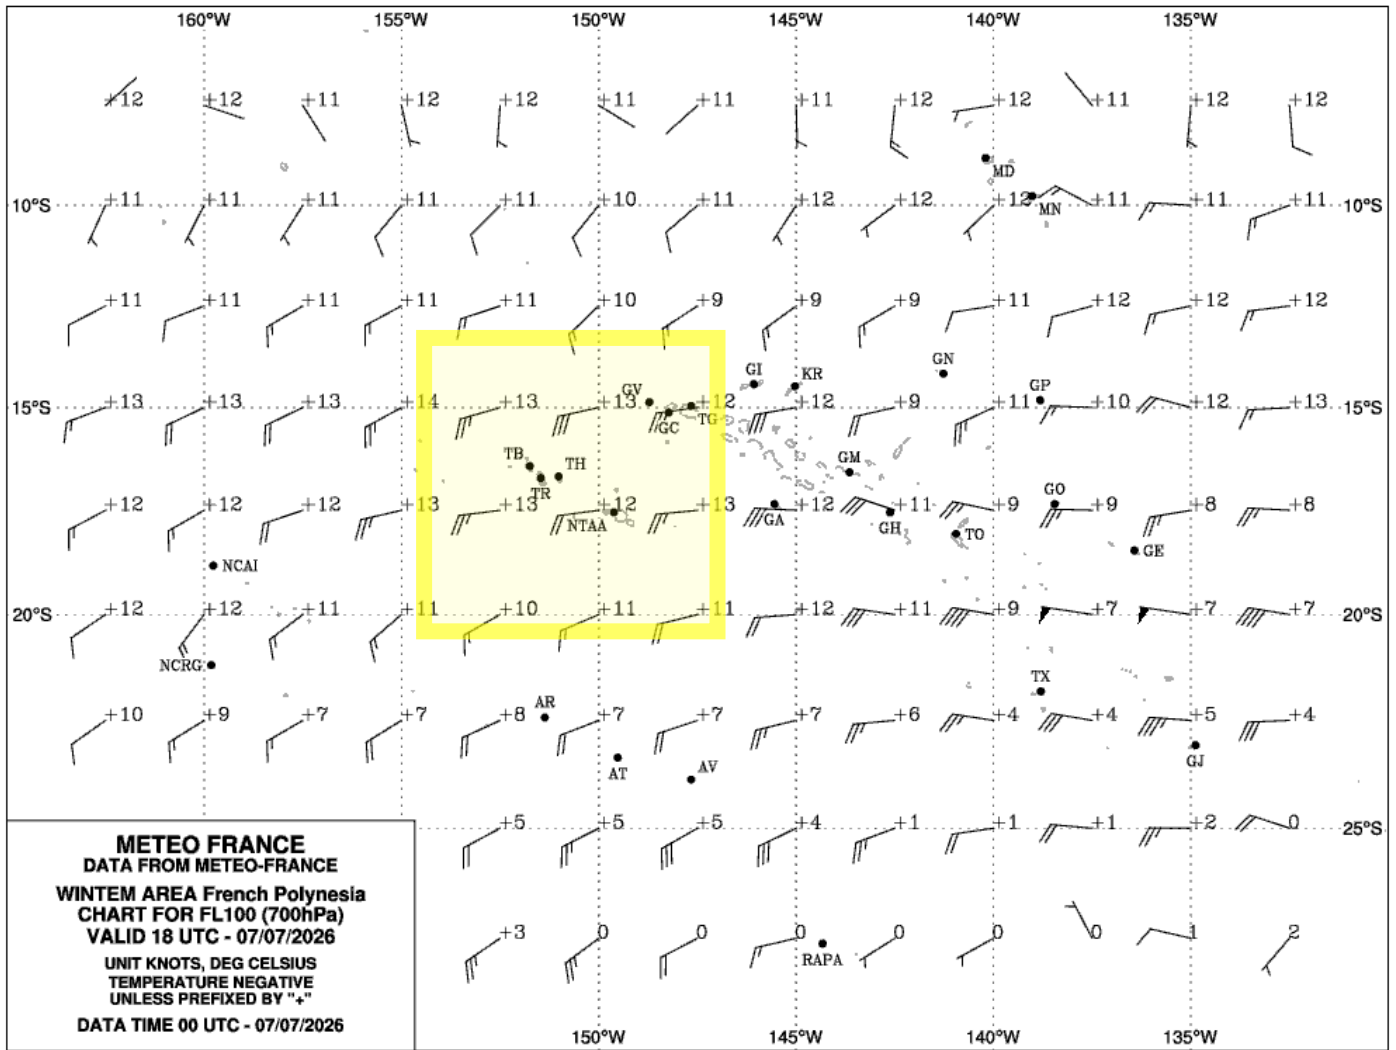 160°W 155°W 150°W 145°W 140°W 135°W
+12 +12 +11 +12 +12 +11 +11 +11 +12 +12 +11 +12 +12
MD
10°S +11 +11 +11 +11 +11 +10 +11 +12 +12 +12 MN +11 +11 +11 10°S
+11 +11 +11 +11 +11 +10 +9 +9 +9 +11 +12 +12 +12
GV GI KR GN GP
15°S +13 +13 +13 +14 +13 +13 GC TG +12 +12 +9 +11 +10 +12 +13 15°S
TB TH GM
TR
+12 +12 +12 +13 +13 NTAA +12 +13 GA +12 GH +11 +9 GO +9 +8 +8
NCAI TO GE
20°S +12 +12 +11 +11 +10 +11 +11 +12 +11 +9 +7 +7 +7 20°S
NCRG TX
+10 +9 +7 +7 +8 AR +7 +7 +7 +6 +4 +4 +5 +4
AT AV GJ
+5 +5 +5 +4 +1 +1 +1 +2 0 25°S
+3 0 0 0 RAPA 0 0 0 1 2
METEO FRANCE
DATA FROM METEO-FRANCE
WINTEM AREA French Polynesia
CHART FOR FL100 (700hPa)
VALID 18 UTC - 07/07/2026
UNIT KNOTS, DEG CELSIUS
TEMPERATURE NEGATIVE
UNLESS PREFIXED BY "+"
DATA TIME 00 UTC - 07/07/2026
150°W 145°W 140°W 135°W